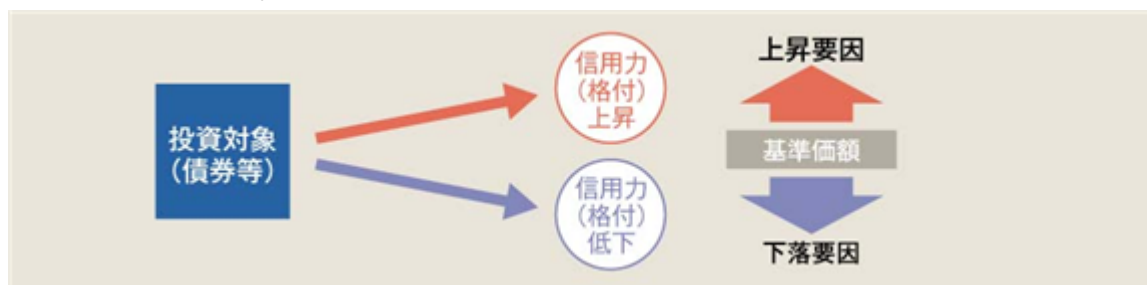 投資対象
（債券等）
信用力
（格付）
上昇
信用力
（格付）
低下
上昇要因
基準価額
下落要因